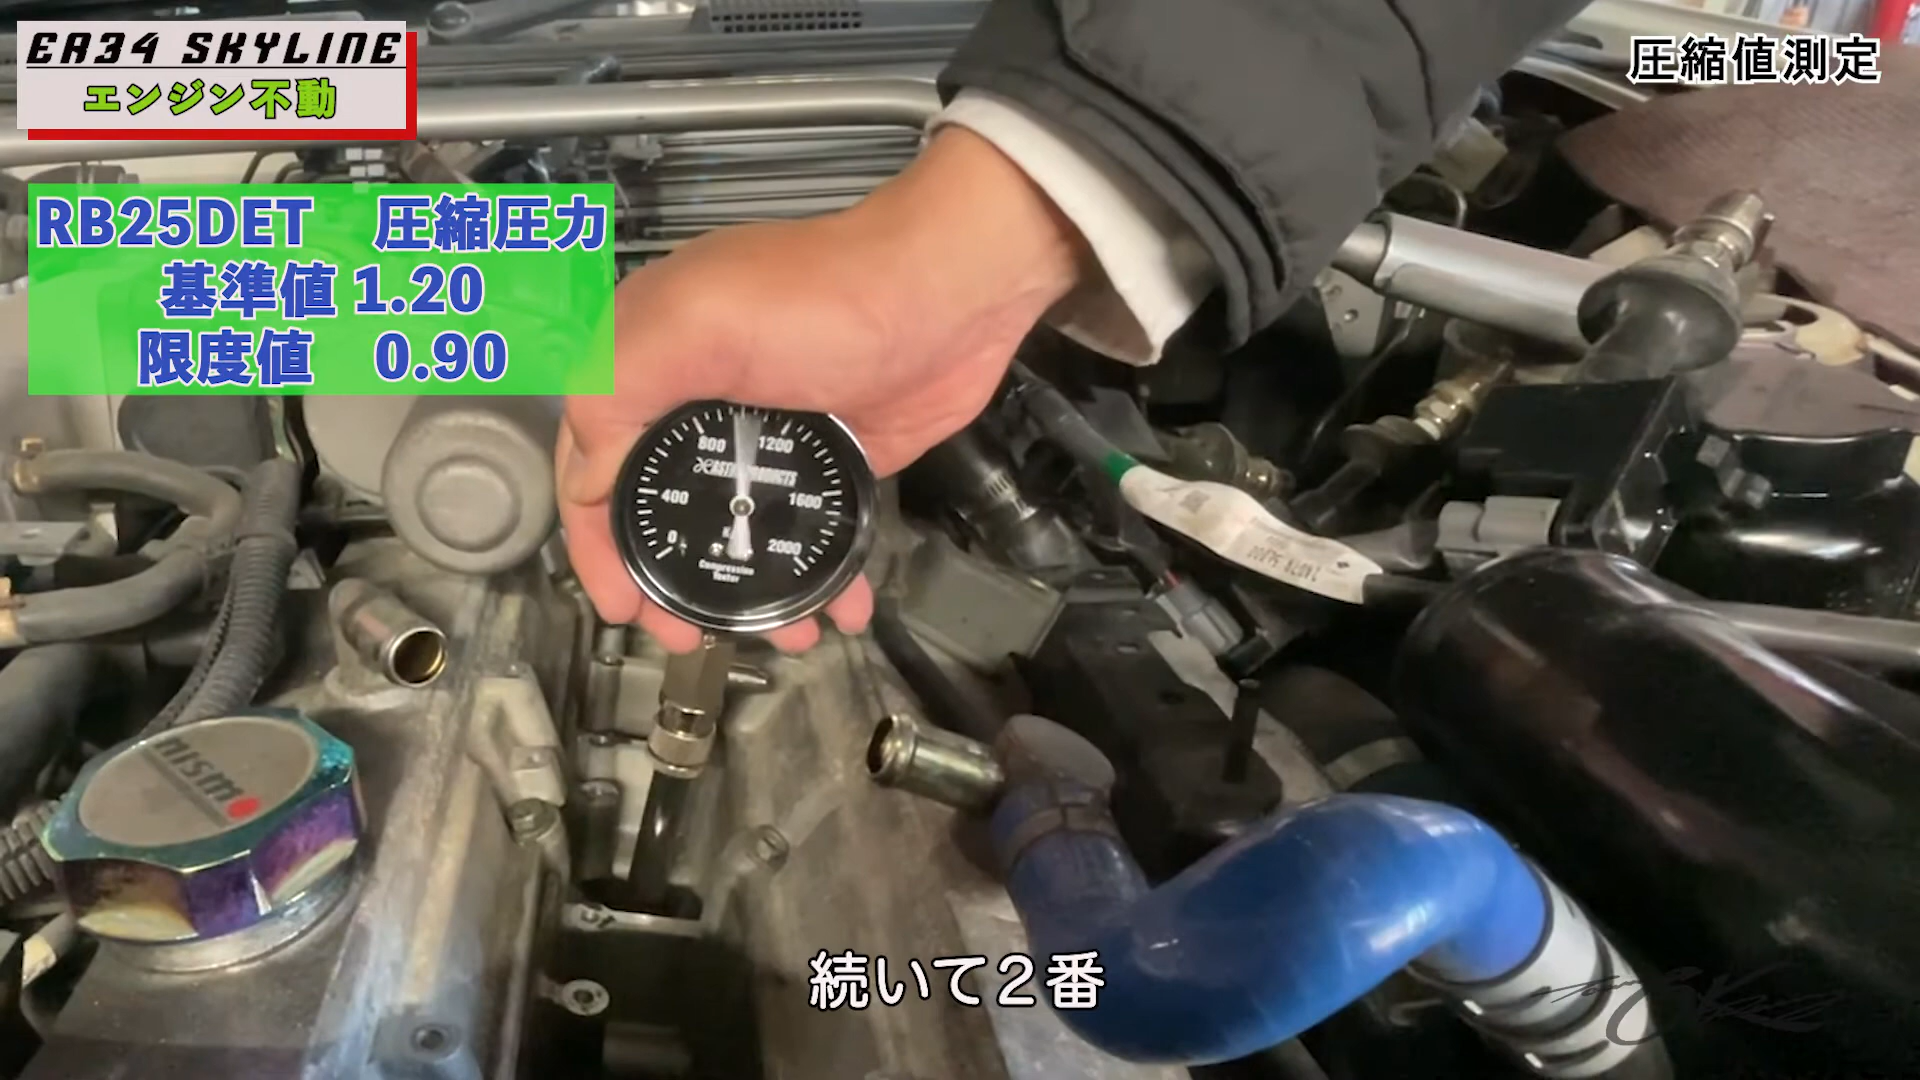 ER34 SKYLINE
エンジン不動
圧縮値測定
RB25DET　圧縮圧力
基準値 1.20
限度値　0.90
800
1200
400
1600
0
2000
Compression
Tester
nismo
続いて2番